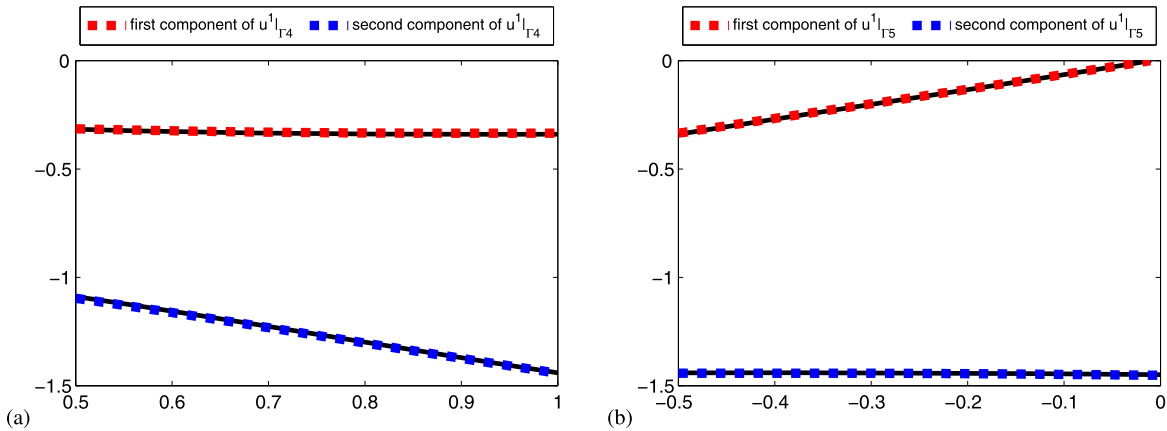 first component of u¹|Γ4 second component of u¹|Γ4
0
−0.5
−1
−1.5
0.5 0.6 0.7 0.8 0.9 1
(a)
first component of u¹|Γ5 second component of u¹|Γ5
0
−0.5
−1
−1.5
−0.5 −0.4 −0.3 −0.2 −0.1 0
(b)